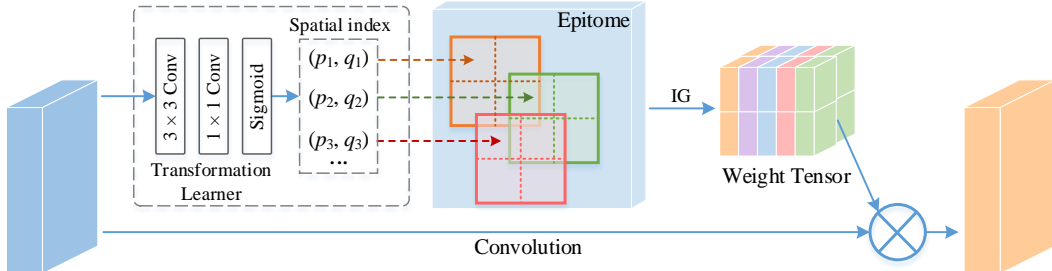 Spatial index
Epitome
3 × 3 Conv
1 × 1 Conv
Sigmoid
(p₁, q₁)
(p₂, q₂)
(p₃, q₃)
...
Transformation
Learner
IG
Weight Tensor
Convolution